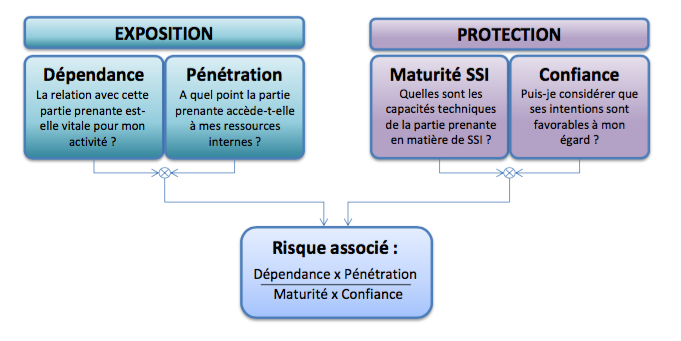 EXPOSITION
PROTECTION
Dépendance
La relation avec cette
partie prenante est-
elle vitale pour mon
activité ?
Pénétration
A quel point la partie
prenante accède-t-elle
à mes ressources
internes ?
Maturité SSI
Quelles sont les
capacités techniques
de la partie prenante
en matière de SSI ?
Confiance
Puis-je considérer que
ses intentions sont
favorables à mon
égard ?
Risque associé :
Dépendance x Pénétration
Maturité x Confiance